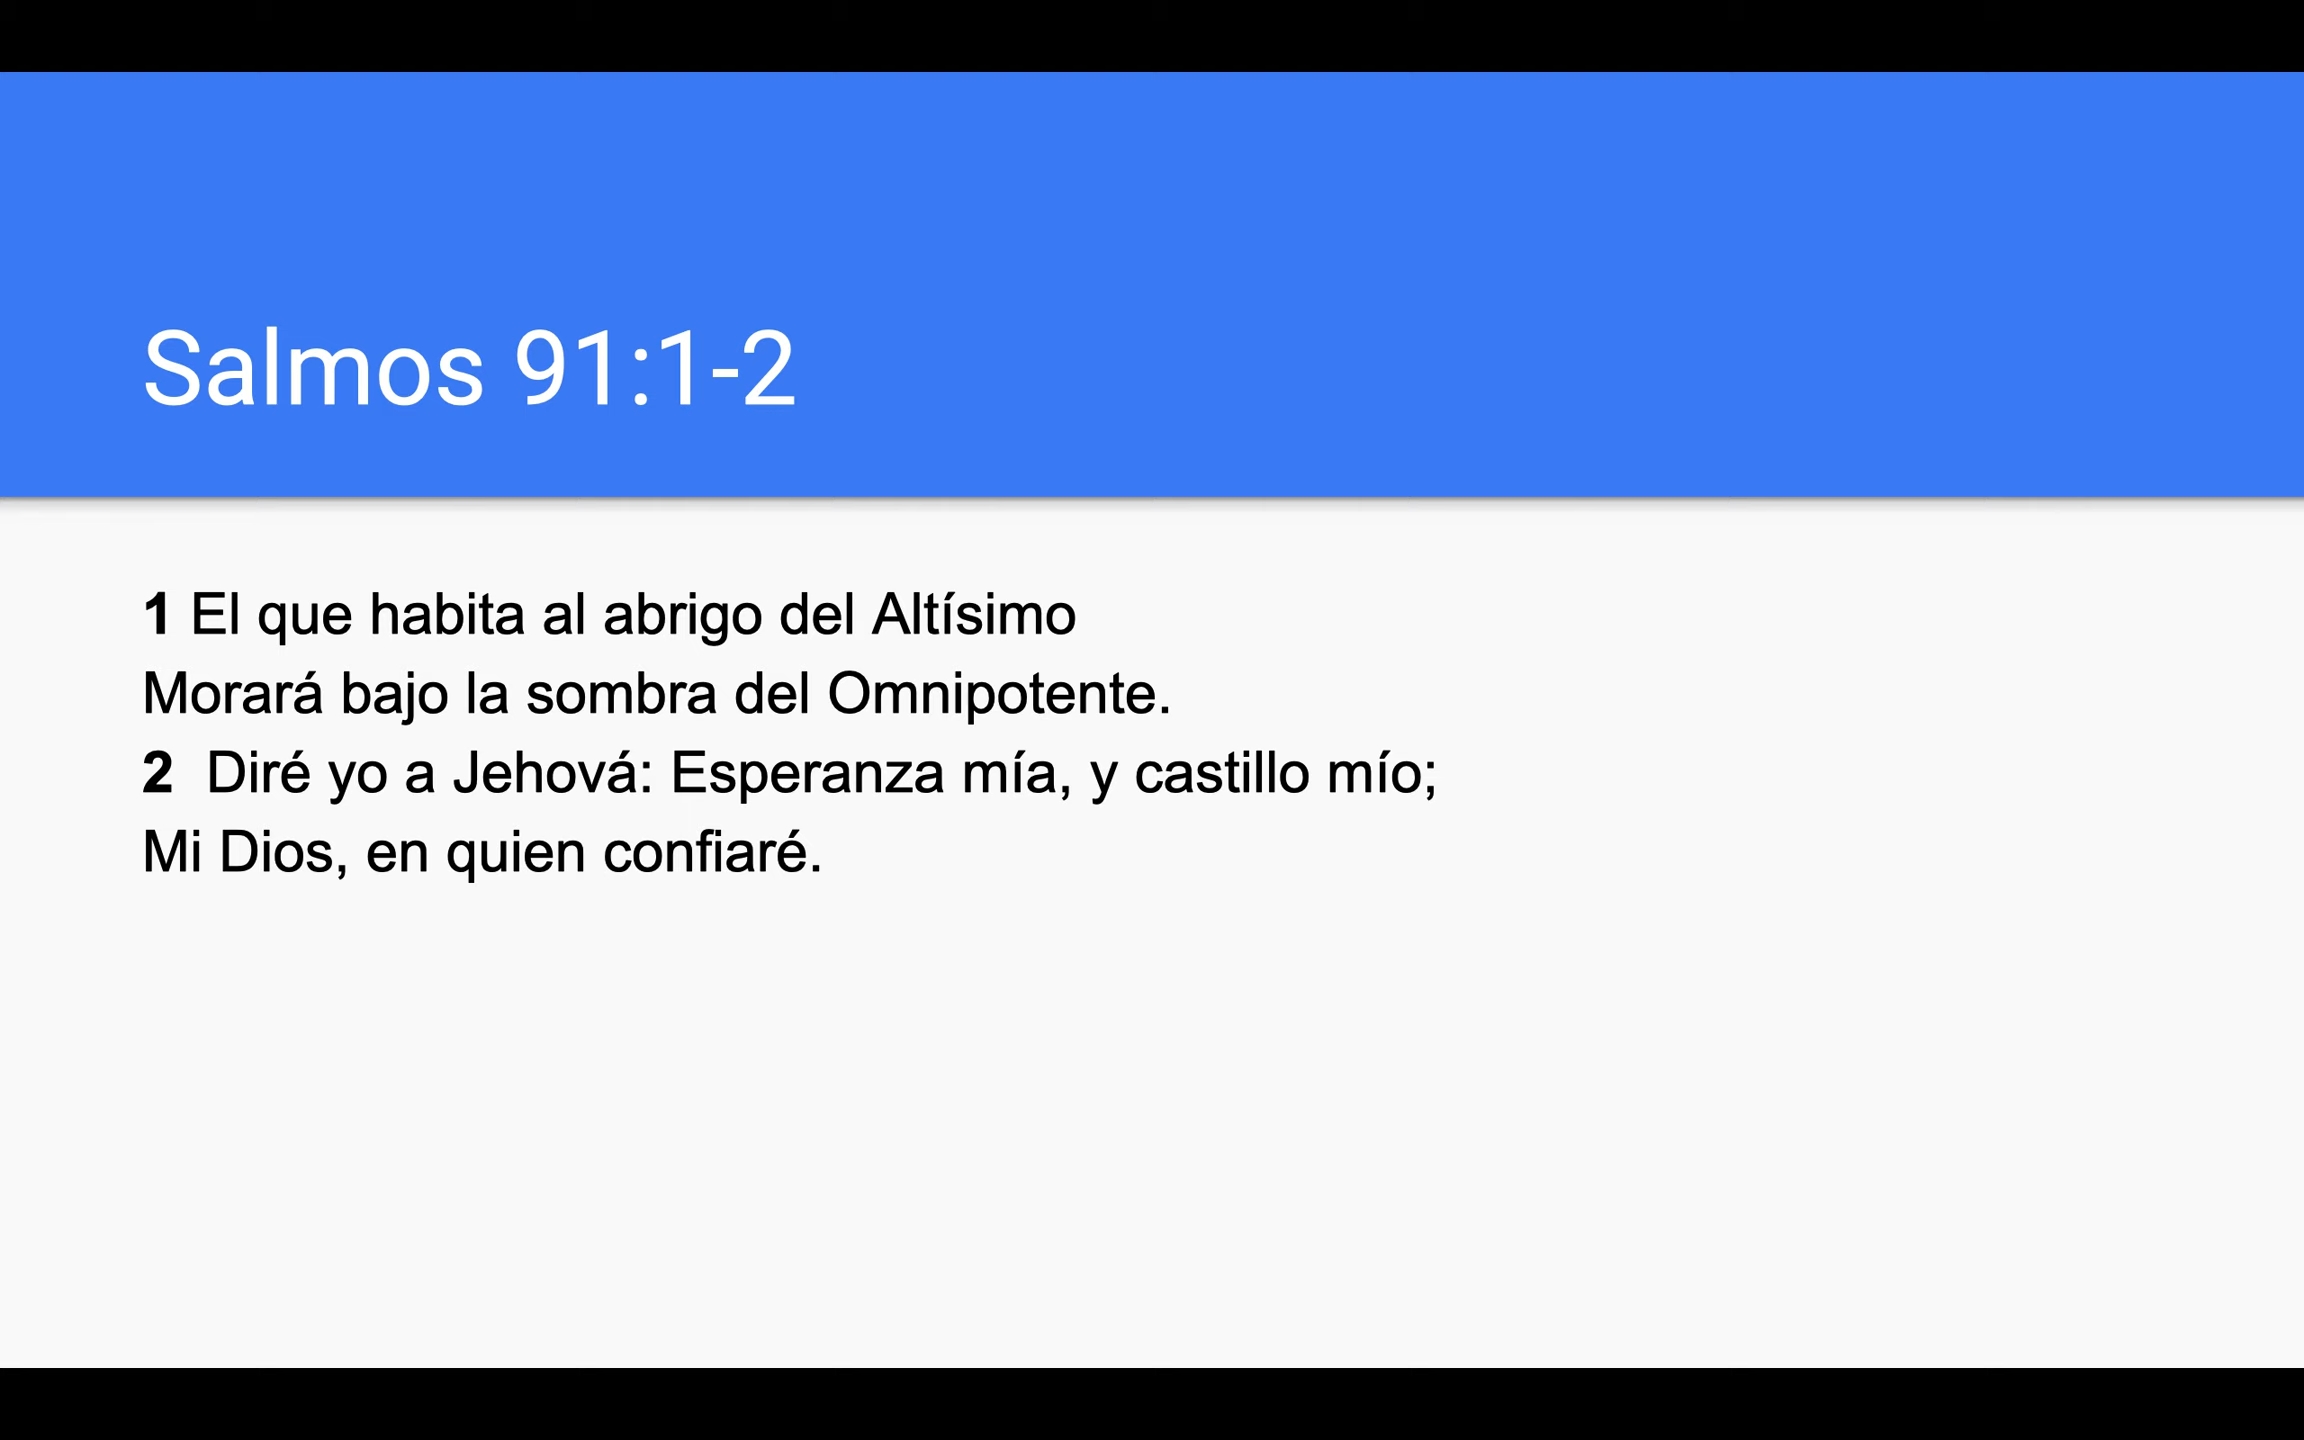 Salmos 91:1-2
1 El que habita al abrigo del Altísimo
Morará bajo la sombra del Omnipotente.
2  Diré yo a Jehová: Esperanza mía, y castillo mío;
Mi Dios, en quien confiaré.